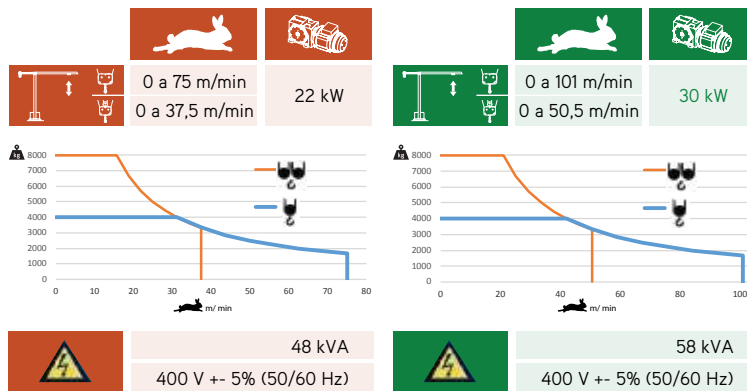 0 a 75 m/min
0 a 37,5 m/min
22 kW
0 a 101 m/min
0 a 50,5 m/min
30 kW
kg
8000
7000
6000
5000
4000
3000
2000
1000
0
0 10 20 30 40 50 60 70 80
m/ min
kg
8000
7000
6000
5000
4000
3000
2000
1000
0
0 20 40 60 80 100
m/ min
48 kVA
400 V +- 5% (50/60 Hz)
58 kVA
400 V +- 5% (50/60 Hz)